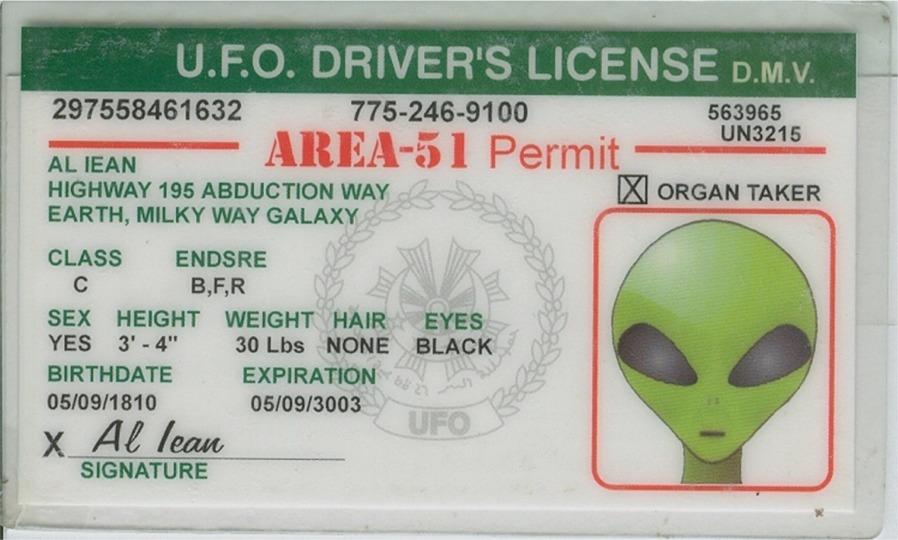 U.F.O. DRIVER'S LICENSE D.M.V.
297558461632 775-246-9100 563965
UN3215
AREA-51 Permit
AL IEAN
HIGHWAY 195 ABDUCTION WAY
EARTH, MILKY WAY GALAXY
X ORGAN TAKER
CLASS ENDSRE
C B,F,R
SEX HEIGHT WEIGHT HAIR EYES
YES 3' - 4" 30 Lbs NONE BLACK
BIRTHDATE EXPIRATION
05/09/1810 05/09/3003
X Al Iean
SIGNATURE
UFO